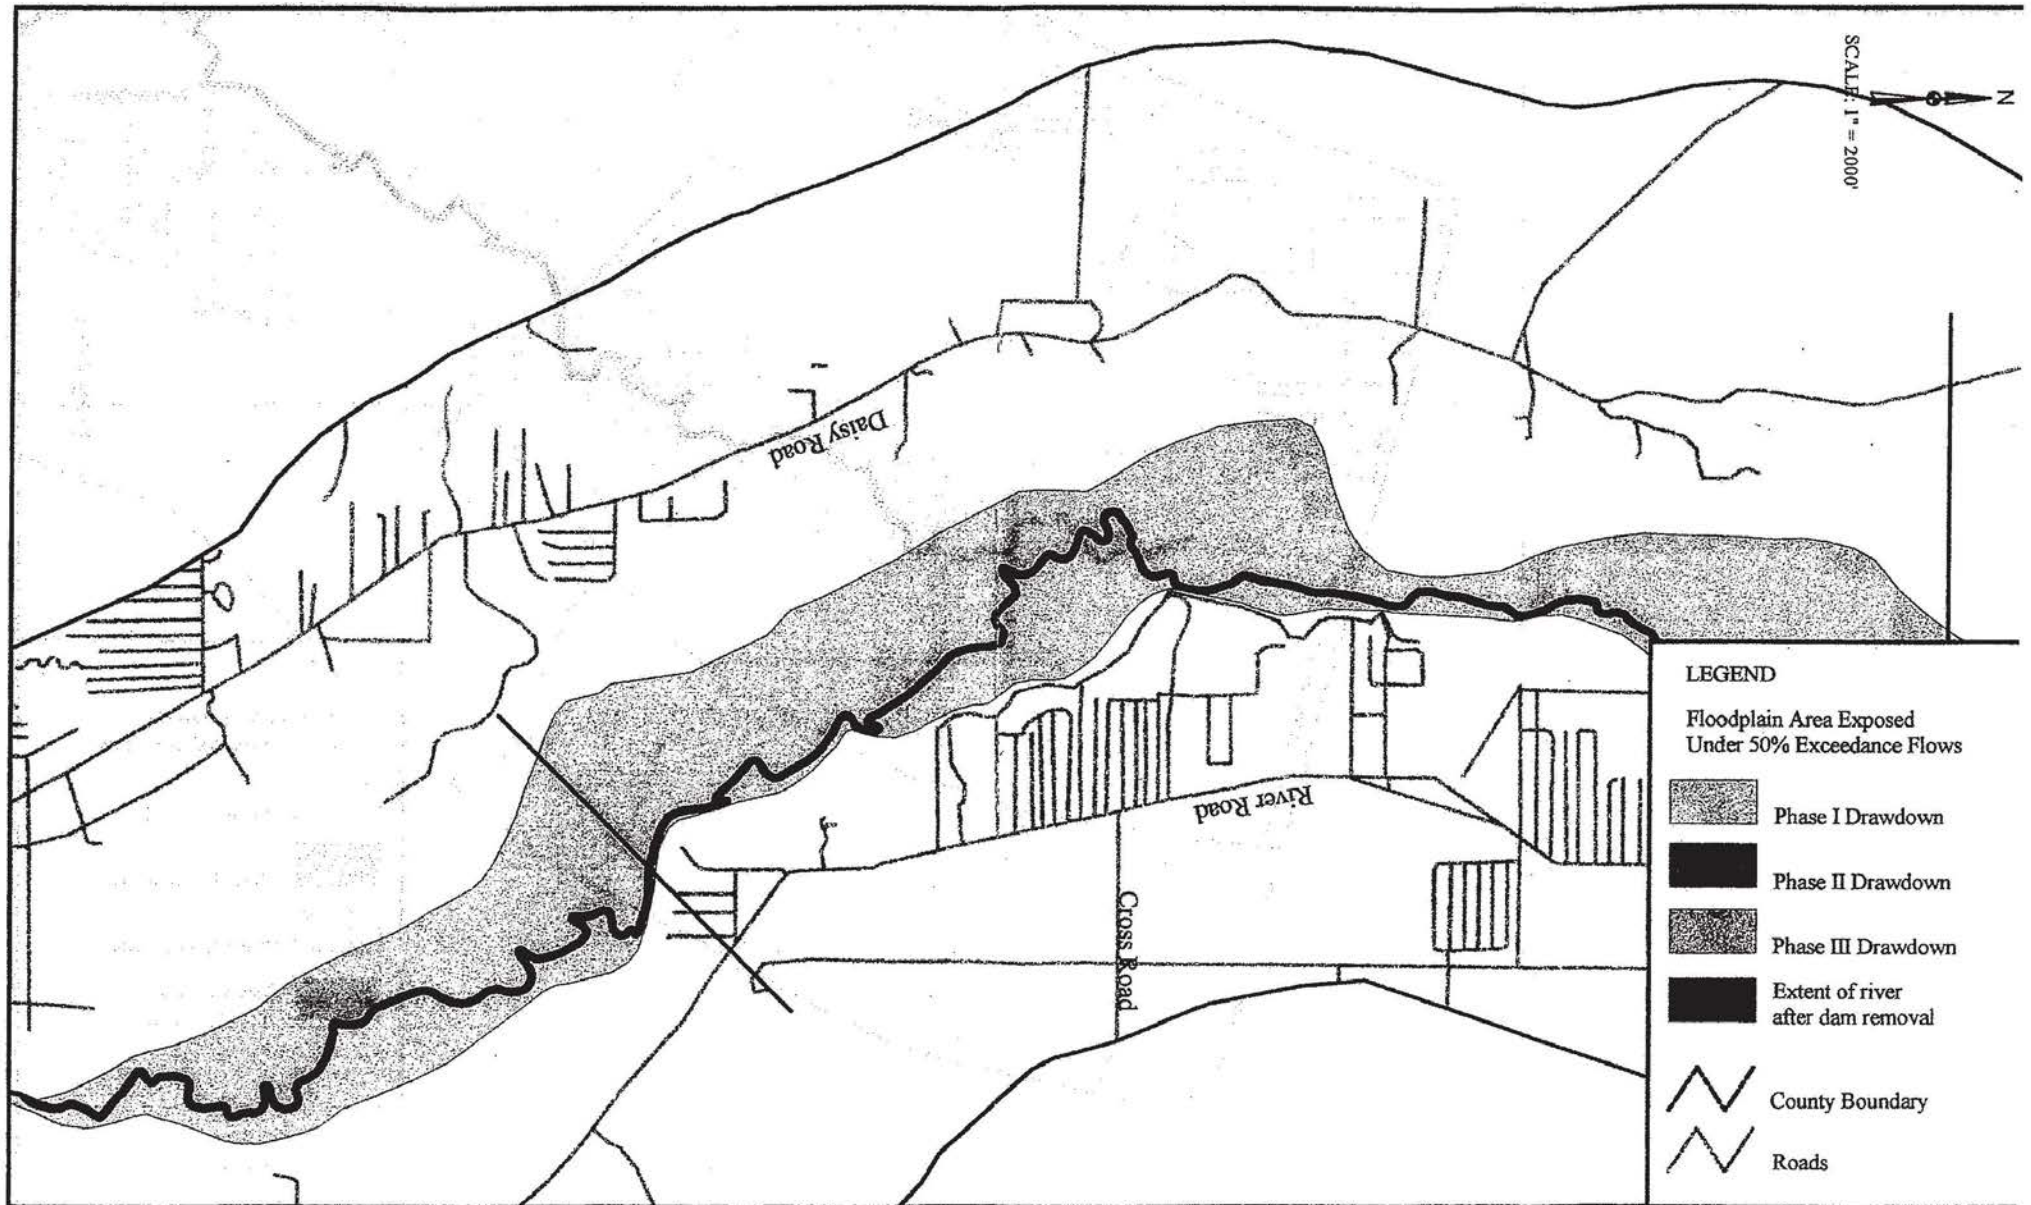 N
SCALE: 1" = 2000'
Daisy Road
River Road
Cross Road
LEGEND
Floodplain Area Exposed
Under 50% Exceedance Flows
Phase I Drawdown
Phase II Drawdown
Phase III Drawdown
Extent of river
after dam removal
County Boundary
Roads